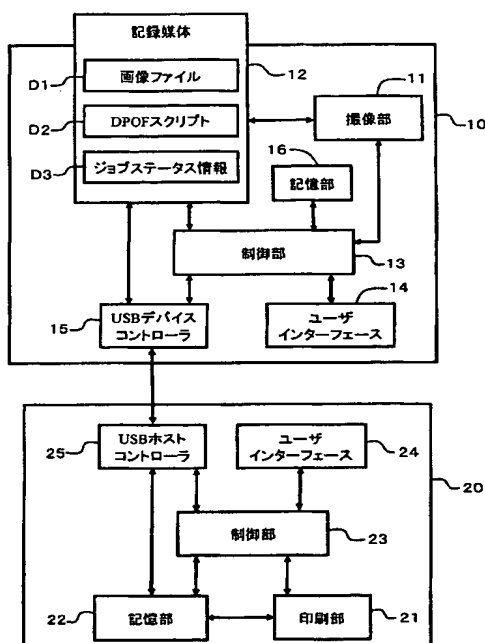 記録媒体
D1
画像ファイル
12
D2
DPOFスクリプト
D3
ジョブステータス情報
11
撮像部
10
16
記憶部
制御部
13
14
15
USBデバイス
コントローラ
ユーザ
インターフェース
25
USBホスト
コントローラ
ユーザ
インターフェース
24
20
制御部
23
22
記憶部
印刷部
21